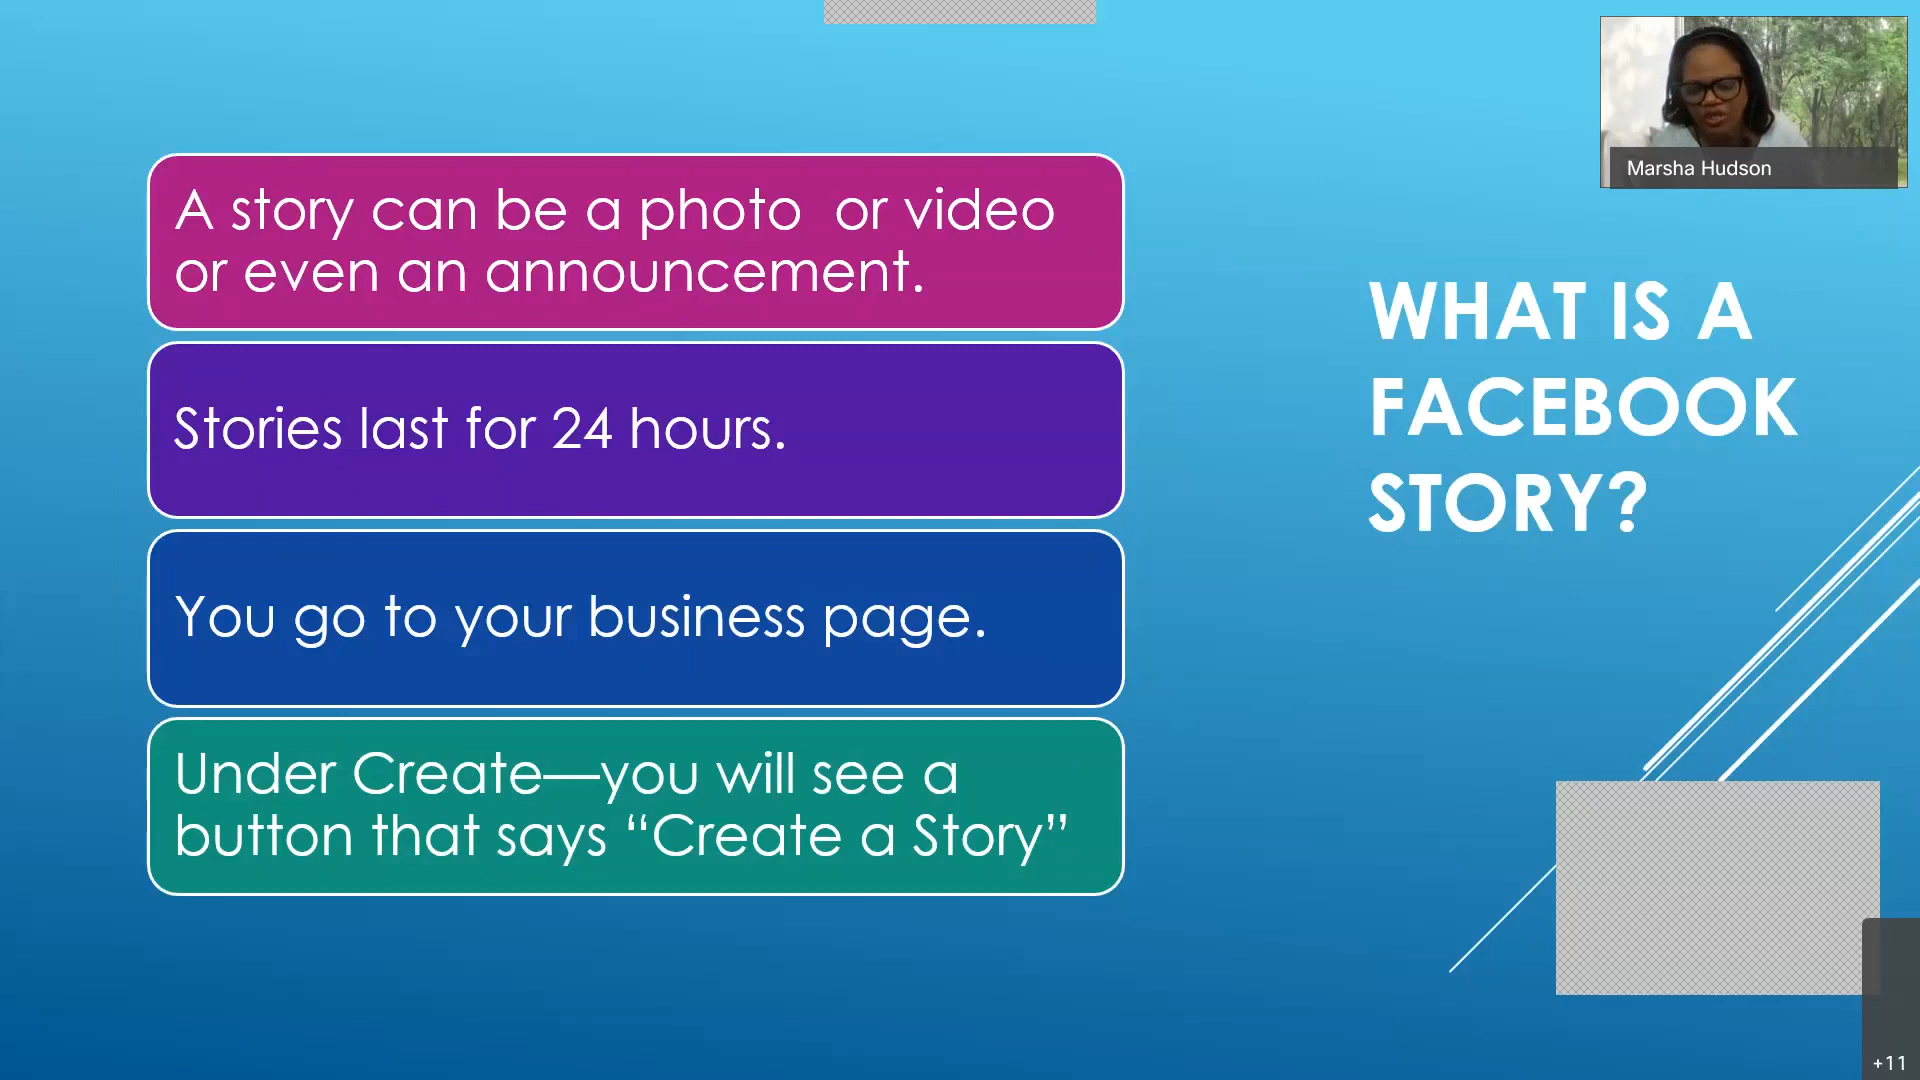 A story can be a photo  or video
or even an announcement.
Stories last for 24 hours.
You go to your business page.
Under Create—you will see a
button that says “Create a Story”
WHAT IS A
FACEBOOK
STORY?
Marsha Hudson
+11